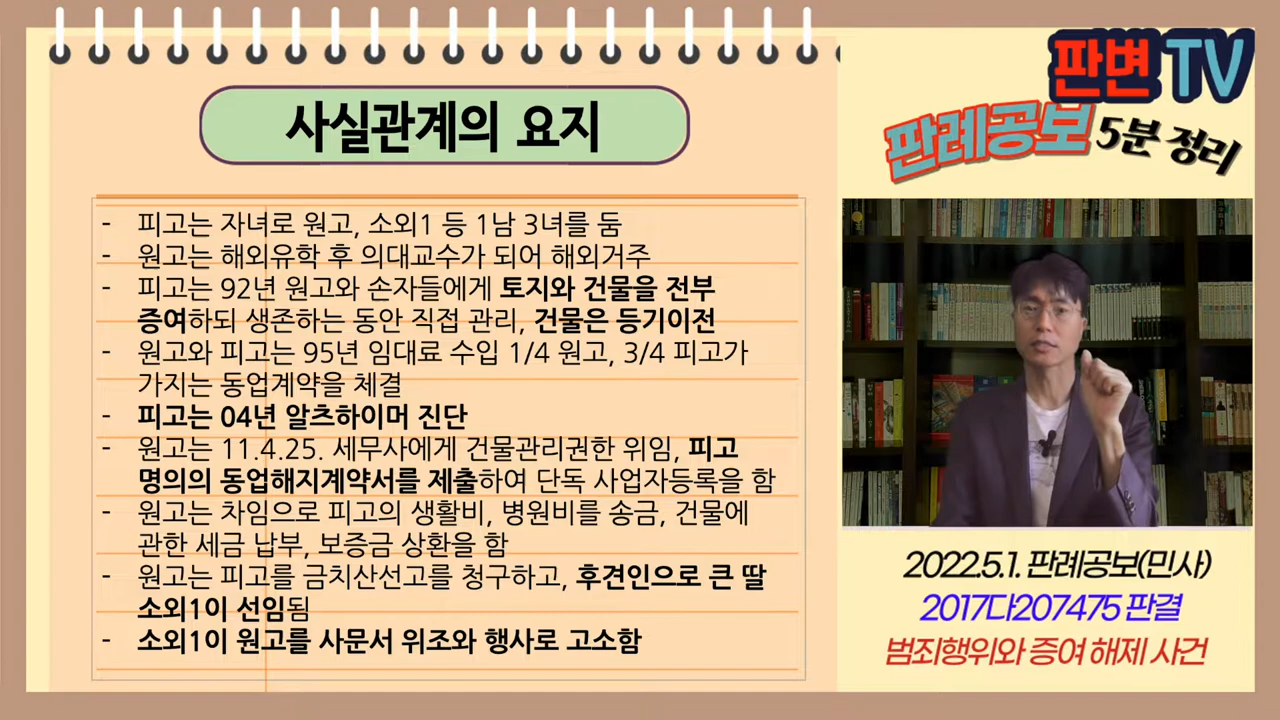 사실관계의 요지
- 피고는 자녀로 원고, 소외1 등 1남 3녀를 둠
- 원고는 해외유학 후 의대교수가 되어 해외거주
- 피고는 92년 원고와 손자들에게 토지와 건물을 전부
증여하되 생존하는 동안 직접 관리, 건물은 등기이전
- 원고와 피고는 95년 임대료 수입 1/4 원고, 3/4 피고가
가지는 동업계약을 체결
- 피고는 04년 알츠하이머 진단
- 원고는 11.4.25. 세무사에게 건물관리권한 위임, 피고
명의의 동업해지계약서를 제출하여 단독 사업자등록을 함
- 원고는 차임으로 피고의 생활비, 병원비를 송금, 건물에
관한 세금 납부, 보증금 상환을 함
- 원고는 피고를 금치산선고를 청구하고, 후견인으로 큰 딸
소외1이 선임됨
- 소외1이 원고를 사문서 위조와 행사로 고소함
판변 TV
판례공보 5분 정리
2022.5.1. 판례공보(민사)
2017다207475 판결
범죄행위와 증여 해제 사건